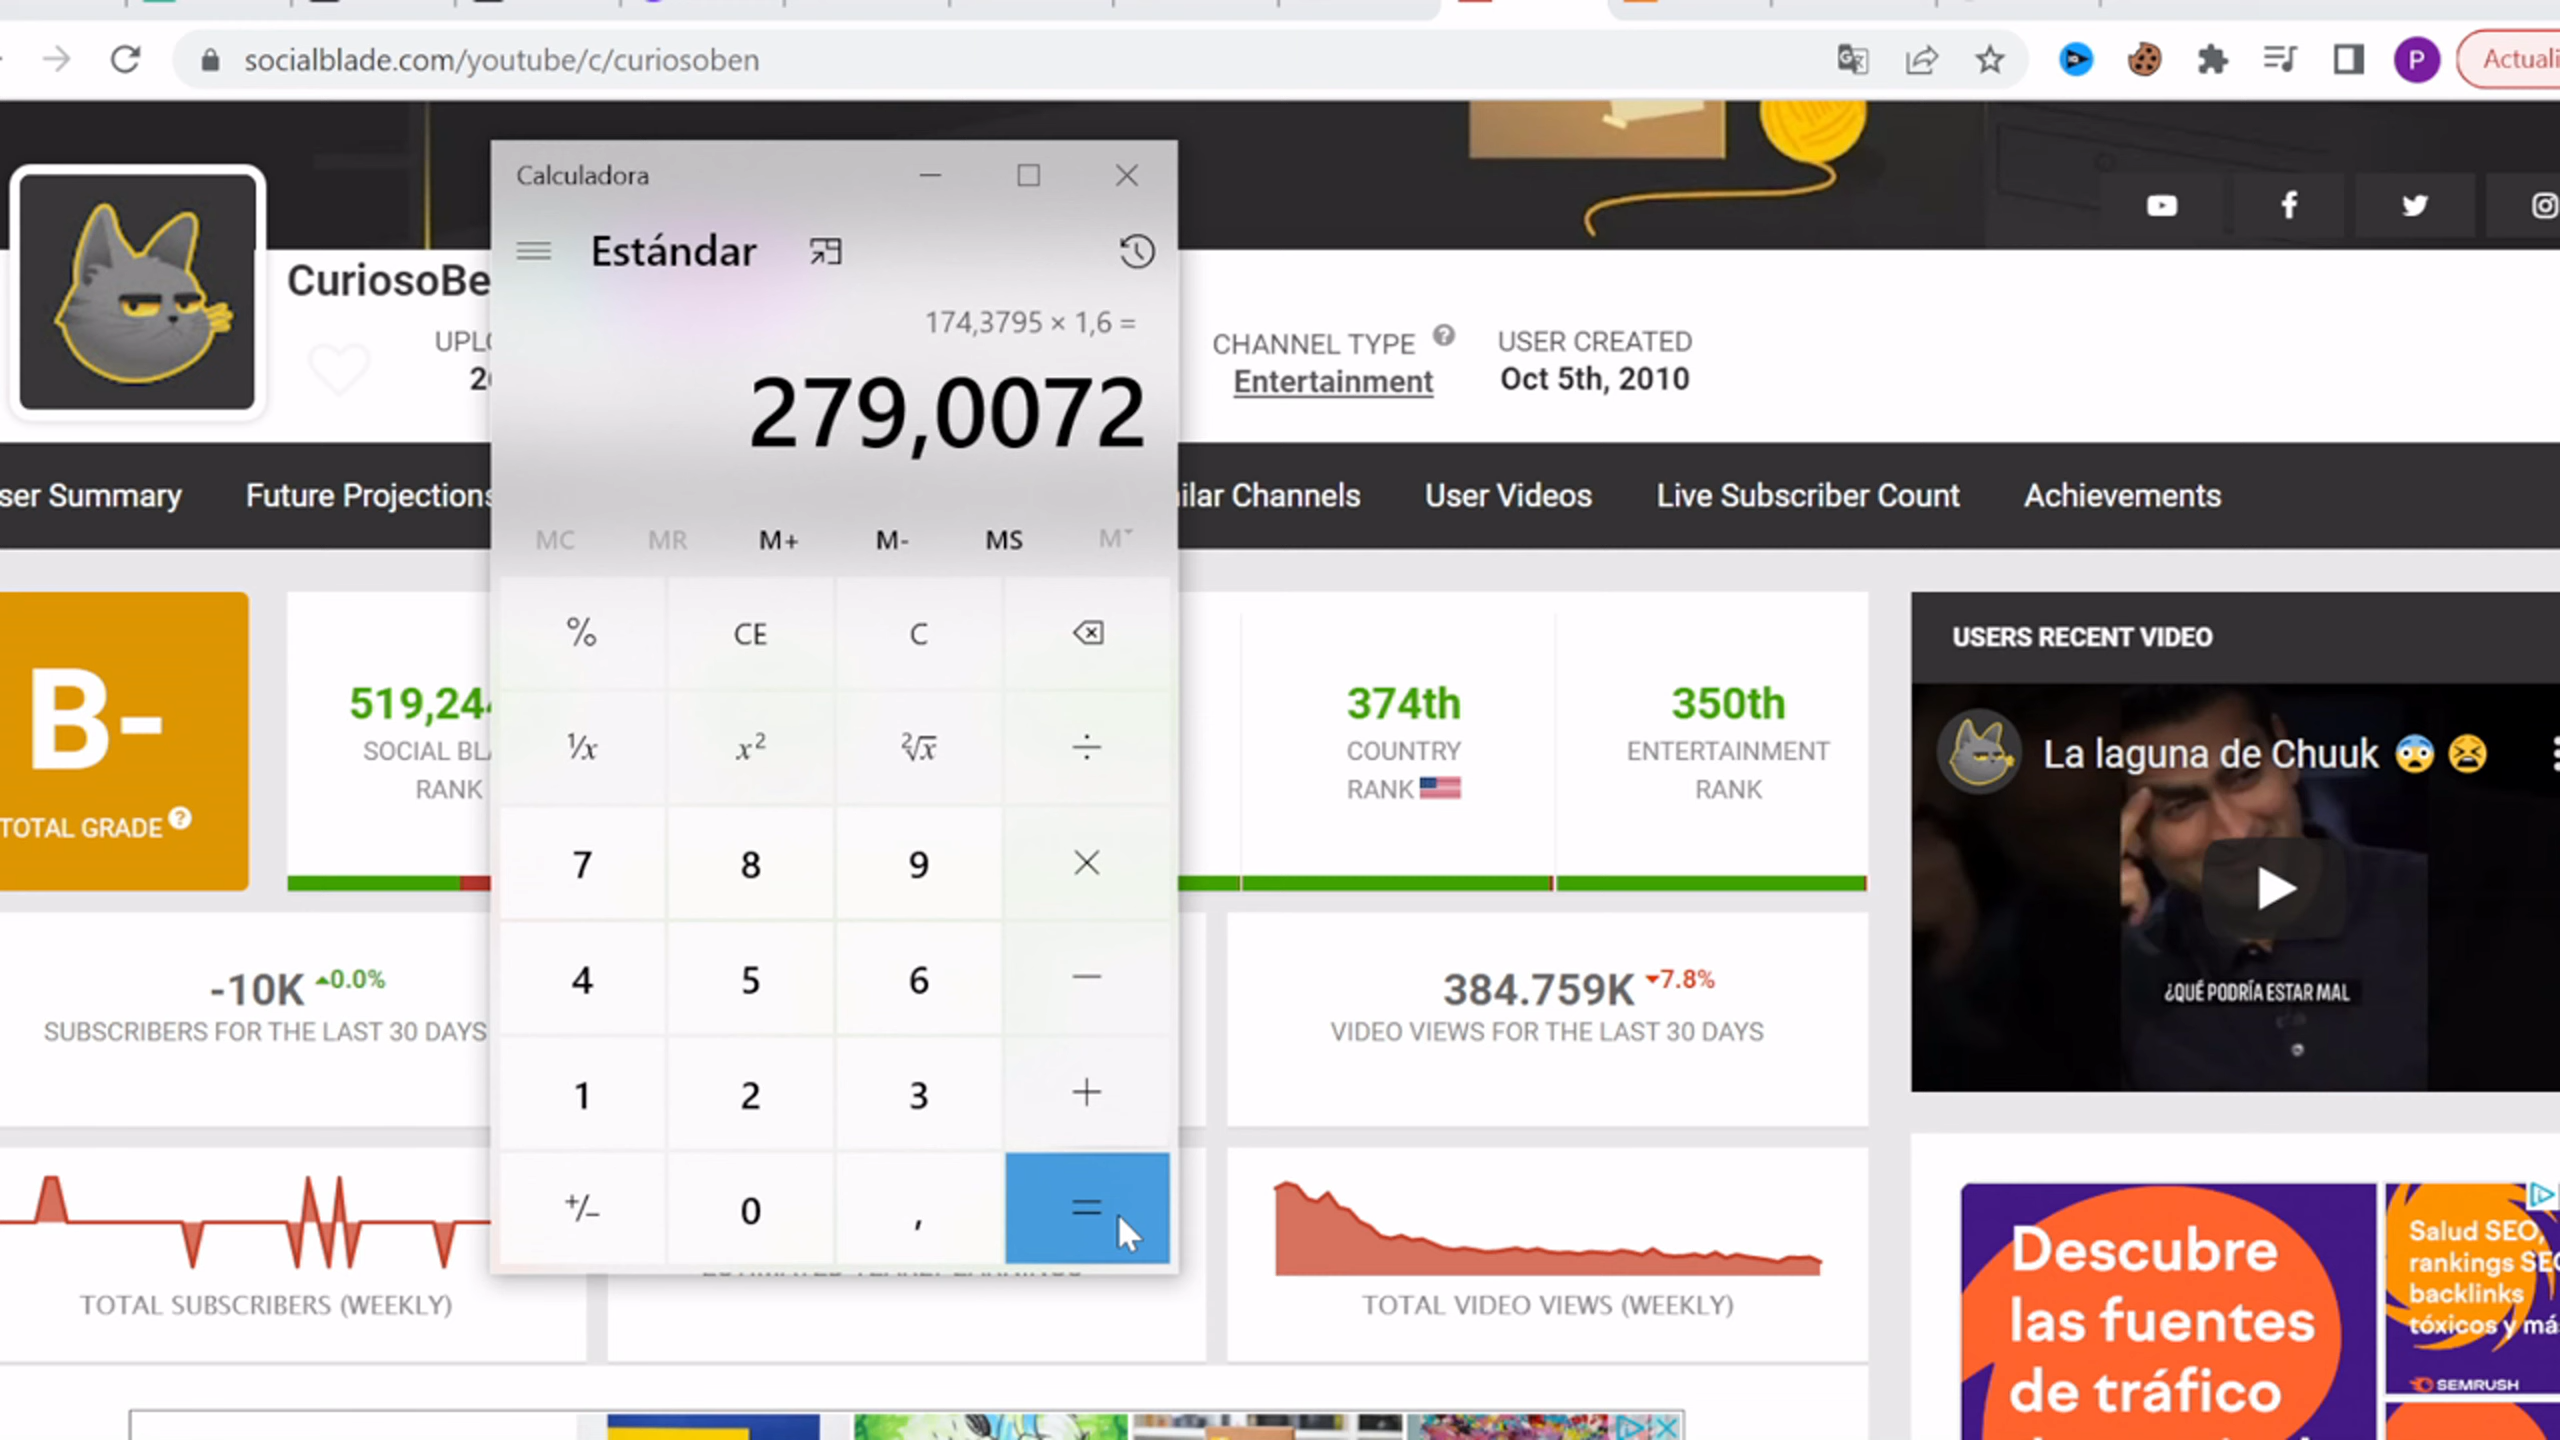 socialblade.com/youtube/c/curiosoben
P
Actuali
Calculadora
Estándar
174,3795 × 1,6 =
279,0072
MC MR M+ M- MS M˅
% CE C
¹/x x² ²√x ÷
7 8 9 ×
4 5 6 −
1 2 3 +
+/− 0 , =
CuriosoBe
UPLO
2
CHANNEL TYPE
Entertainment
USER CREATED
Oct 5th, 2010
ser Summary Future Projections ilar Channels User Videos Live Subscriber Count Achievements
B-
TOTAL GRADE
519,24
SOCIAL BL
RANK
374th
COUNTRY
RANK
350th
ENTERTAINMENT
RANK
USERS RECENT VIDEO
La laguna de Chuuk 😨 😫
¿QUÉ PODRÍA ESTAR MAL
-10K 0.0%
SUBSCRIBERS FOR THE LAST 30 DAYS
384.759K 7.8%
VIDEO VIEWS FOR THE LAST 30 DAYS
TOTAL SUBSCRIBERS (WEEKLY)
TOTAL VIDEO VIEWS (WEEKLY)
Descubre
las fuentes
de tráfico
Salud SEO,
rankings SE
backlinks
tóxicos y má
SEMRUSH